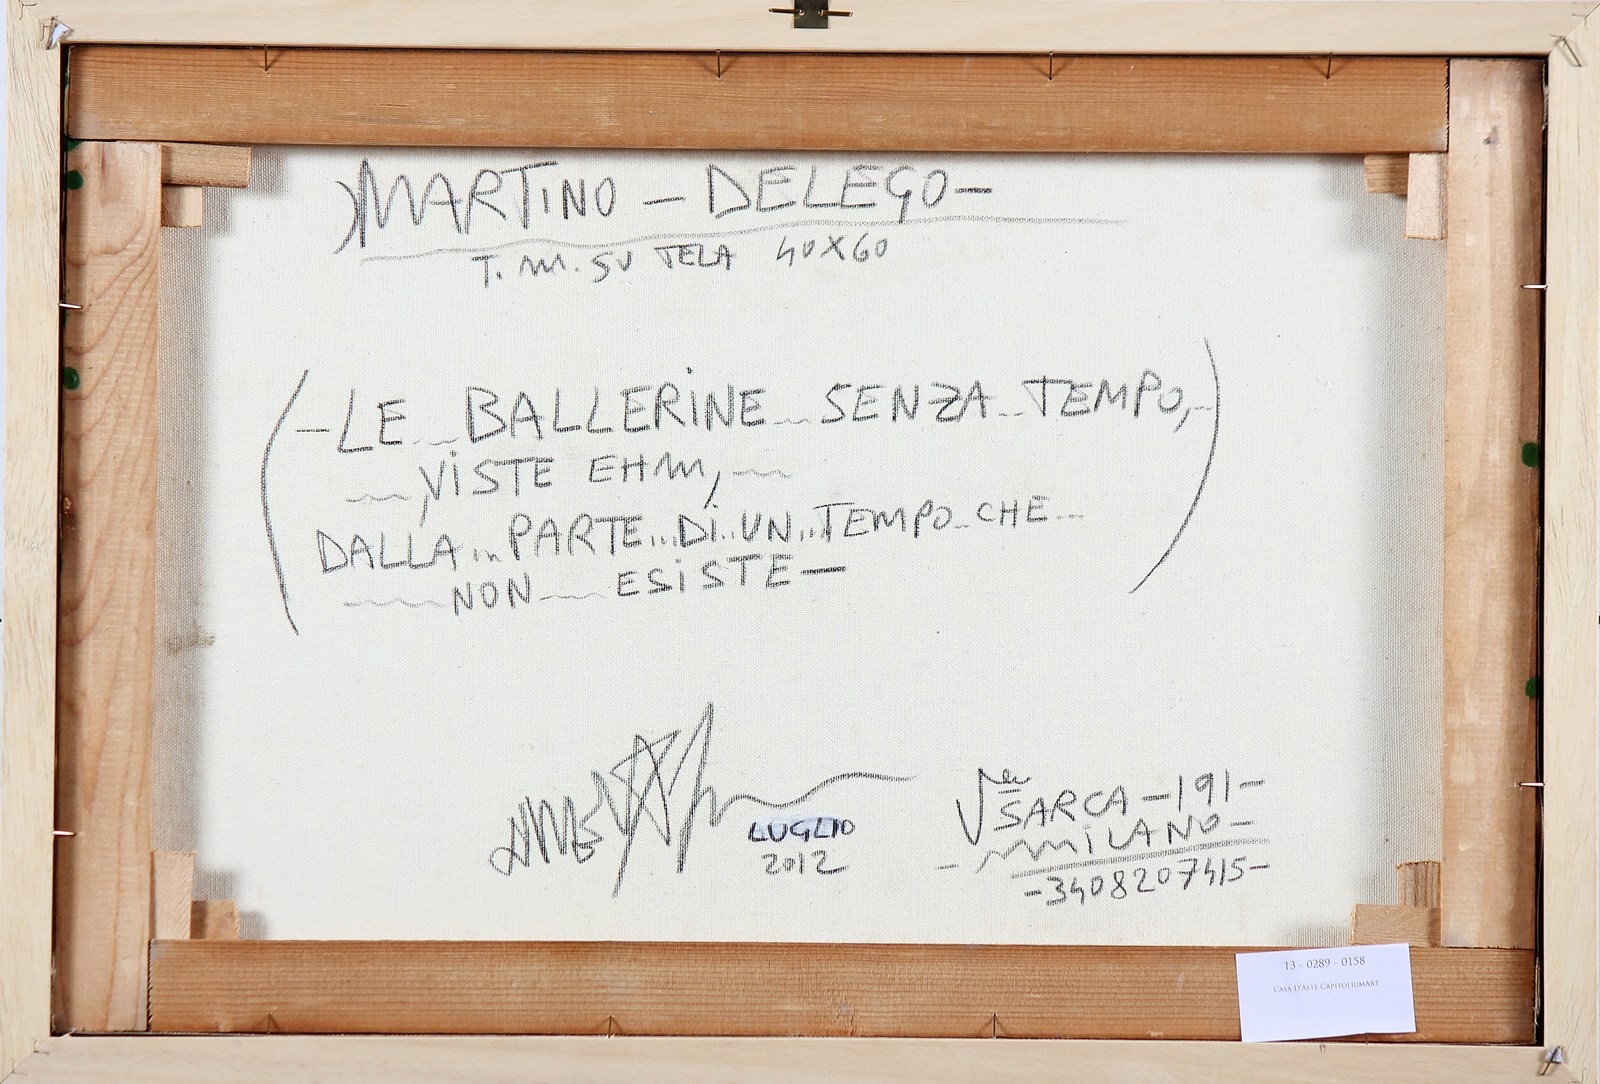 MARTINO — DELEGO —
T. M. SU TELA 40X60
(—LE BALLERINE SENZA TEMPO,
VISTE EHM,
DALLA PARTE DI UN TEMPO CHE
NON ESISTE—)
LUGLIO
2012
Vle SARCA —191—
—MILANO—
—3408207415—
13 - 0289 - 0158
CASA D'ASTE CAPITOLIUMART